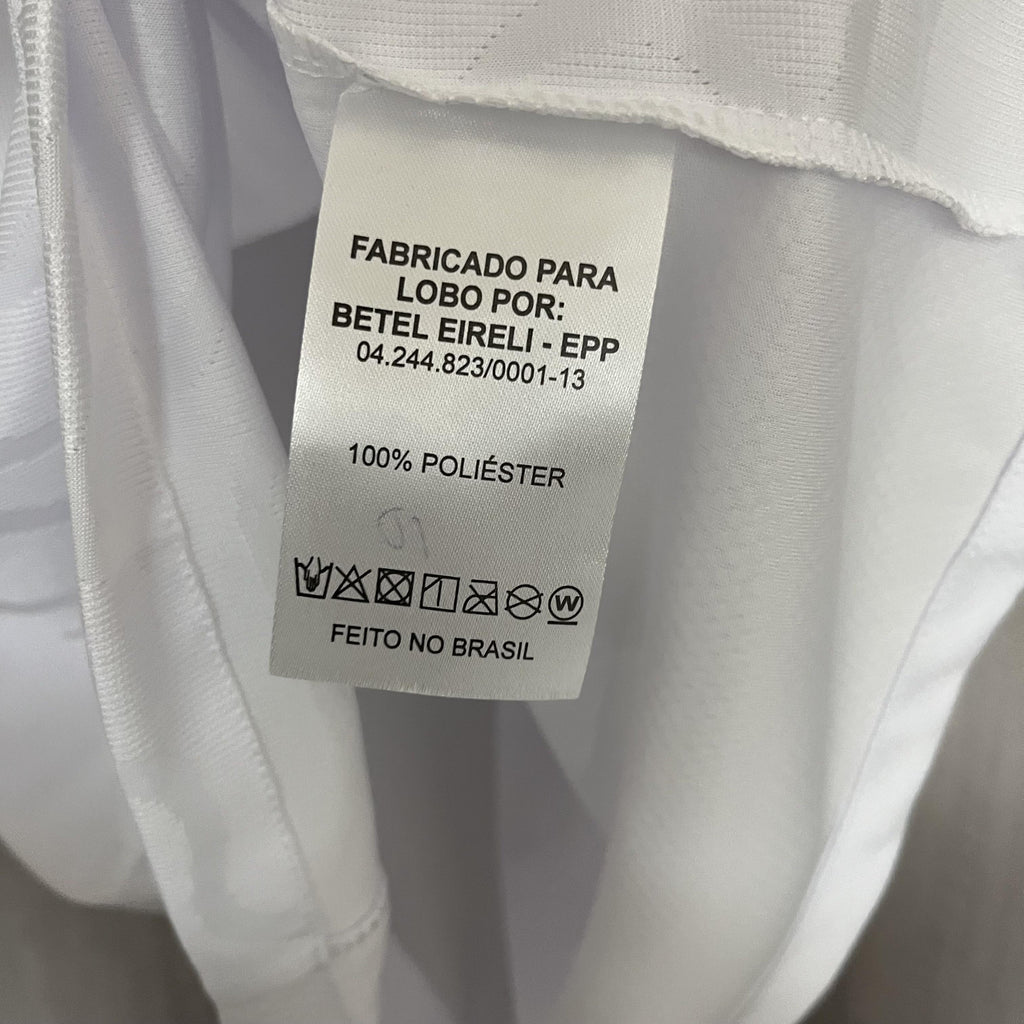 FABRICADO PARA
LOBO POR:
BETEL EIRELI - EPP
04.244.823/0001-13
100% POLIÉSTER
W
FEITO NO BRASIL